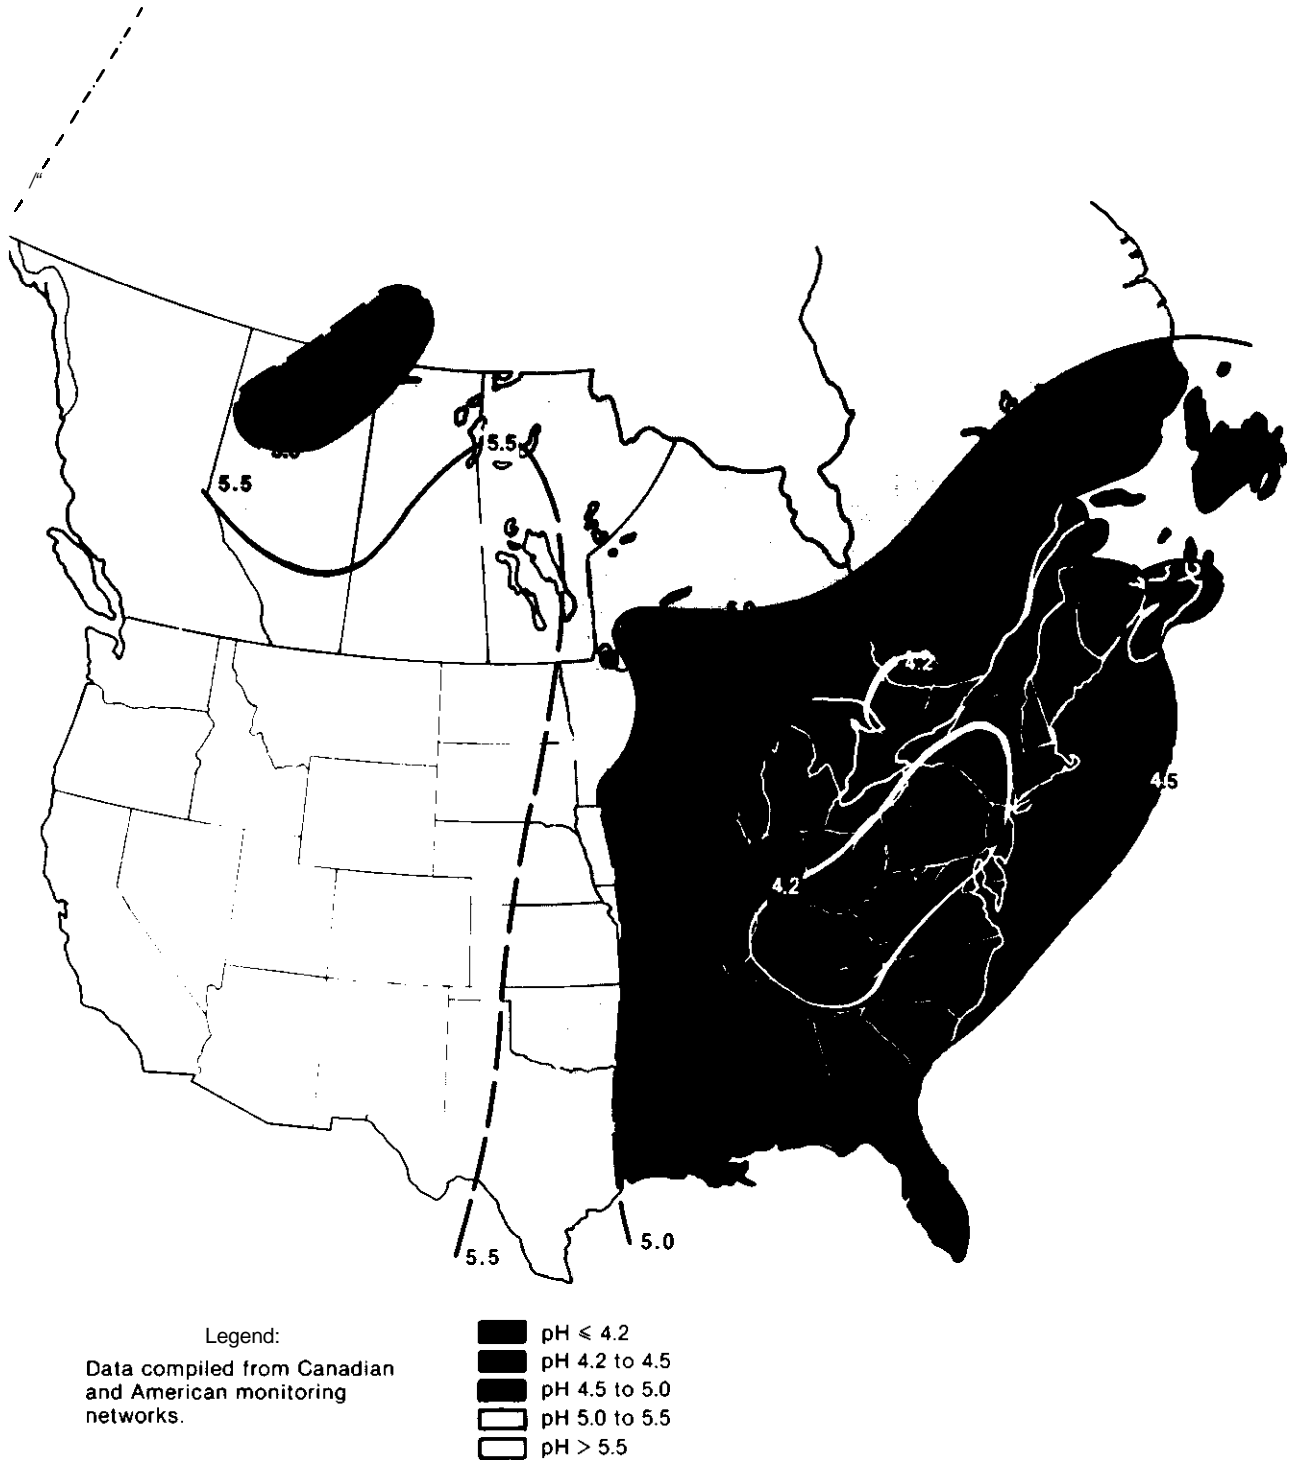 5.5
5.5
5.0
4.2
4.5
4.2
5.0
5.5
Legend:
Data compiled from Canadian
and American monitoring
networks.
pH ⩽ 4.2
pH 4.2 to 4.5
pH 4.5 to 5.0
pH 5.0 to 5.5
pH > 5.5